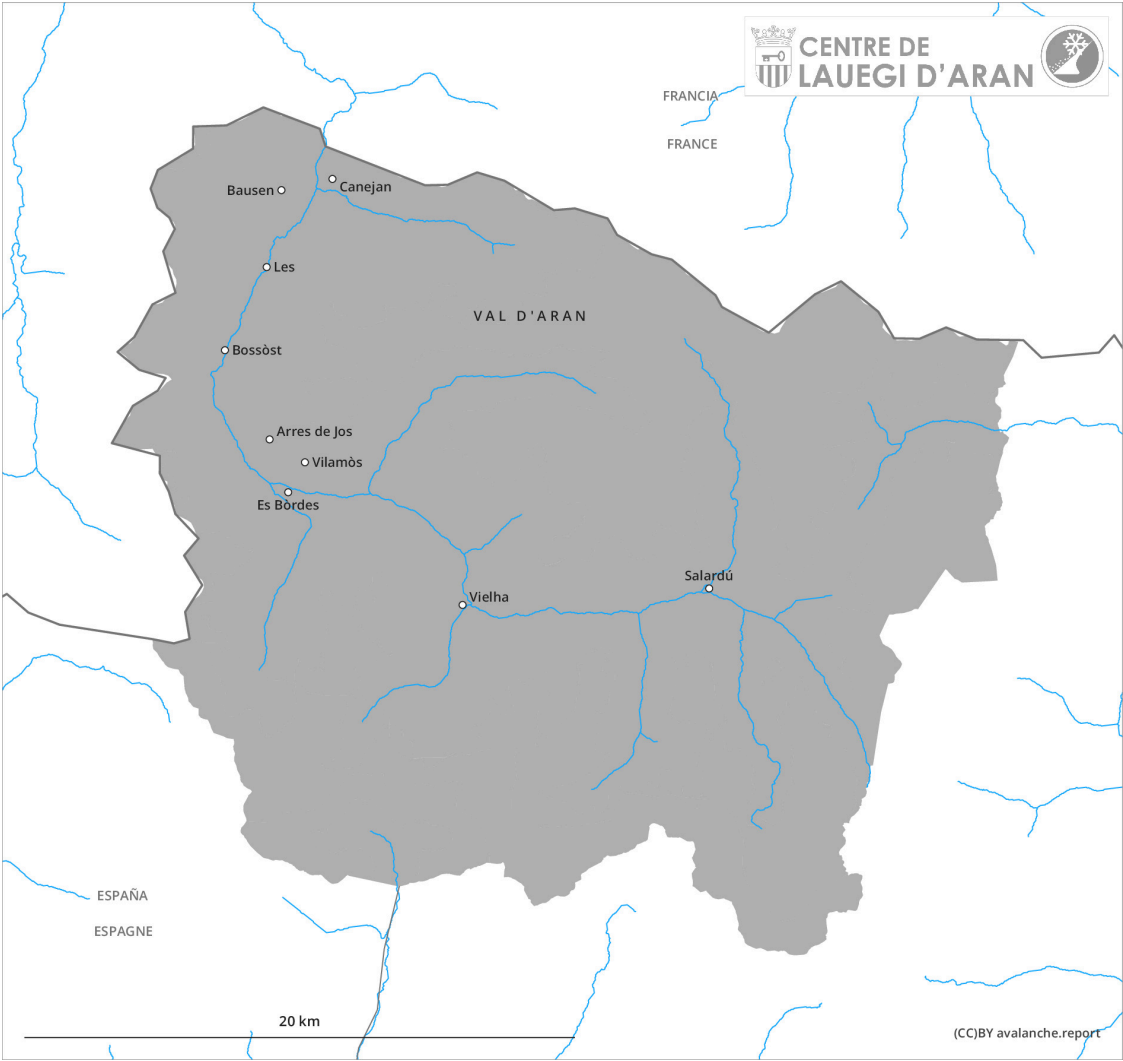 CENTRE DE
LAUEGI D'ARAN
FRANCIA
FRANCE
Bausen
Canejan
Les
VAL D'ARAN
Bossòst
Arres de Jos
Vilamòs
Es Bòrdes
Salardú
Vielha
ESPAÑA
ESPAGNE
20 km
(CC)BY avalanche.report